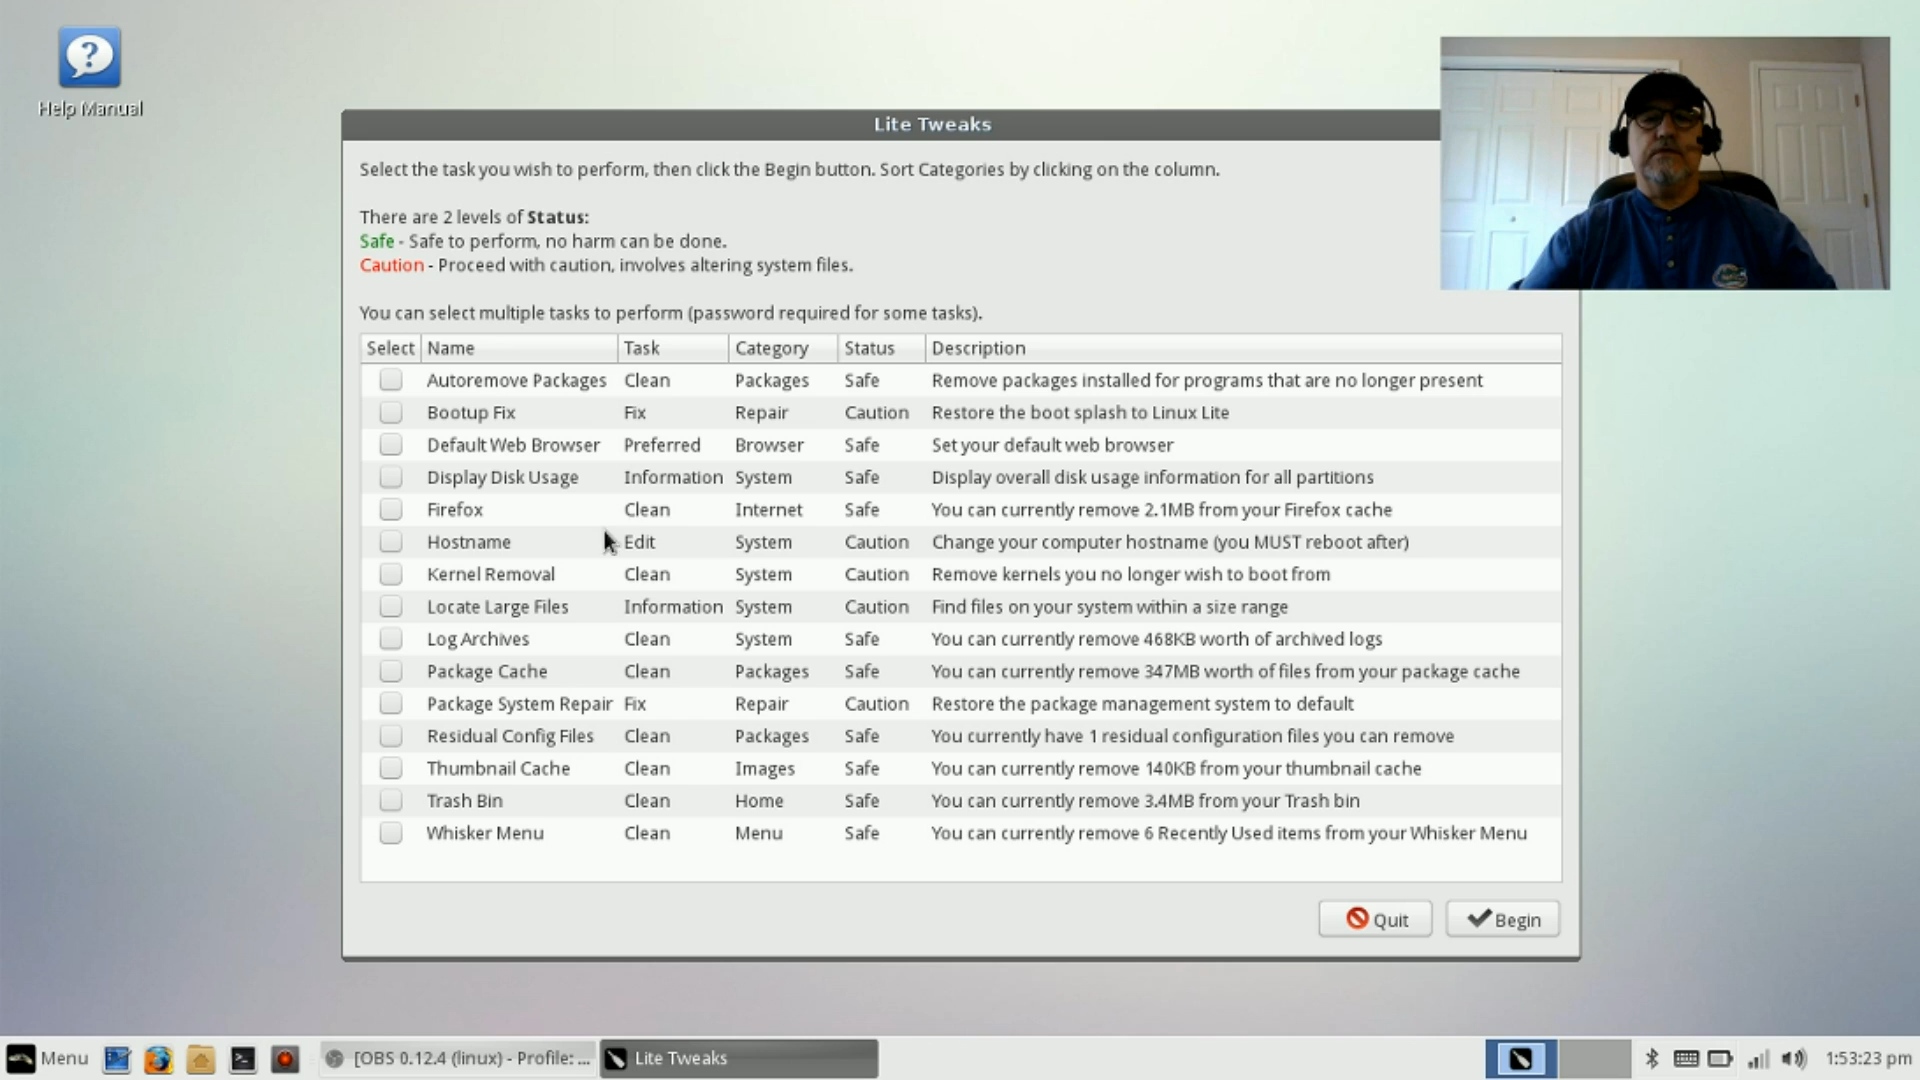 Help Manual
Lite Tweaks
Select the task you wish to perform, then click the Begin button. Sort Categories by clicking on the column.
There are 2 levels of Status:
Safe - Safe to perform, no harm can be done.
Caution - Proceed with caution, involves altering system files.
You can select multiple tasks to perform (password required for some tasks).
Select Name Task Category Status Description
Autoremove Packages Clean Packages Safe Remove packages installed for programs that are no longer present
Bootup Fix Fix Repair Caution Restore the boot splash to Linux Lite
Default Web Browser Preferred Browser Safe Set your default web browser
Display Disk Usage Information System Safe Display overall disk usage information for all partitions
Firefox Clean Internet Safe You can currently remove 2.1MB from your Firefox cache
Hostname Edit System Caution Change your computer hostname (you MUST reboot after)
Kernel Removal Clean System Caution Remove kernels you no longer wish to boot from
Locate Large Files Information System Caution Find files on your system within a size range
Log Archives Clean System Safe You can currently remove 468KB worth of archived logs
Package Cache Clean Packages Safe You can currently remove 347MB worth of files from your package cache
Package System Repair Fix Repair Caution Restore the package management system to default
Residual Config Files Clean Packages Safe You currently have 1 residual configuration files you can remove
Thumbnail Cache Clean Images Safe You can currently remove 140KB from your thumbnail cache
Trash Bin Clean Home Safe You can currently remove 3.4MB from your Trash bin
Whisker Menu Clean Menu Safe You can currently remove 6 Recently Used items from your Whisker Menu
Quit Begin
Menu [OBS 0.12.4 (linux) - Profile: ... Lite Tweaks 1:53:23 pm